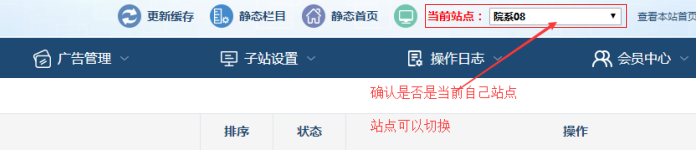 更新缓存 静态栏目 静态首页 当前站点： 院系08 查看本站首页
广告管理 子站设置 操作日志 会员中心
确认是否是当前自己站点
站点可以切换
排序 状态 操作